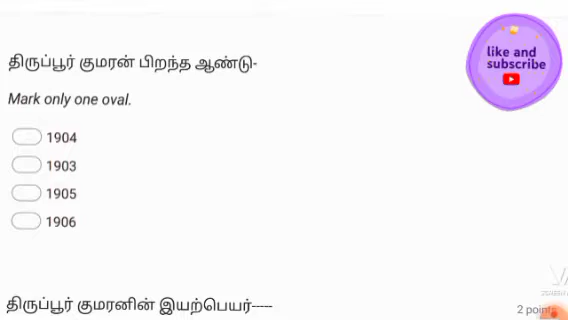 like and
subscribe
திருப்பூர் குமரன் பிறந்த ஆண்டு-
Mark only one oval.
1904
1903
1905
1906
திருப்பூர் குமரனின் இயற்பெயர்-----
2 points